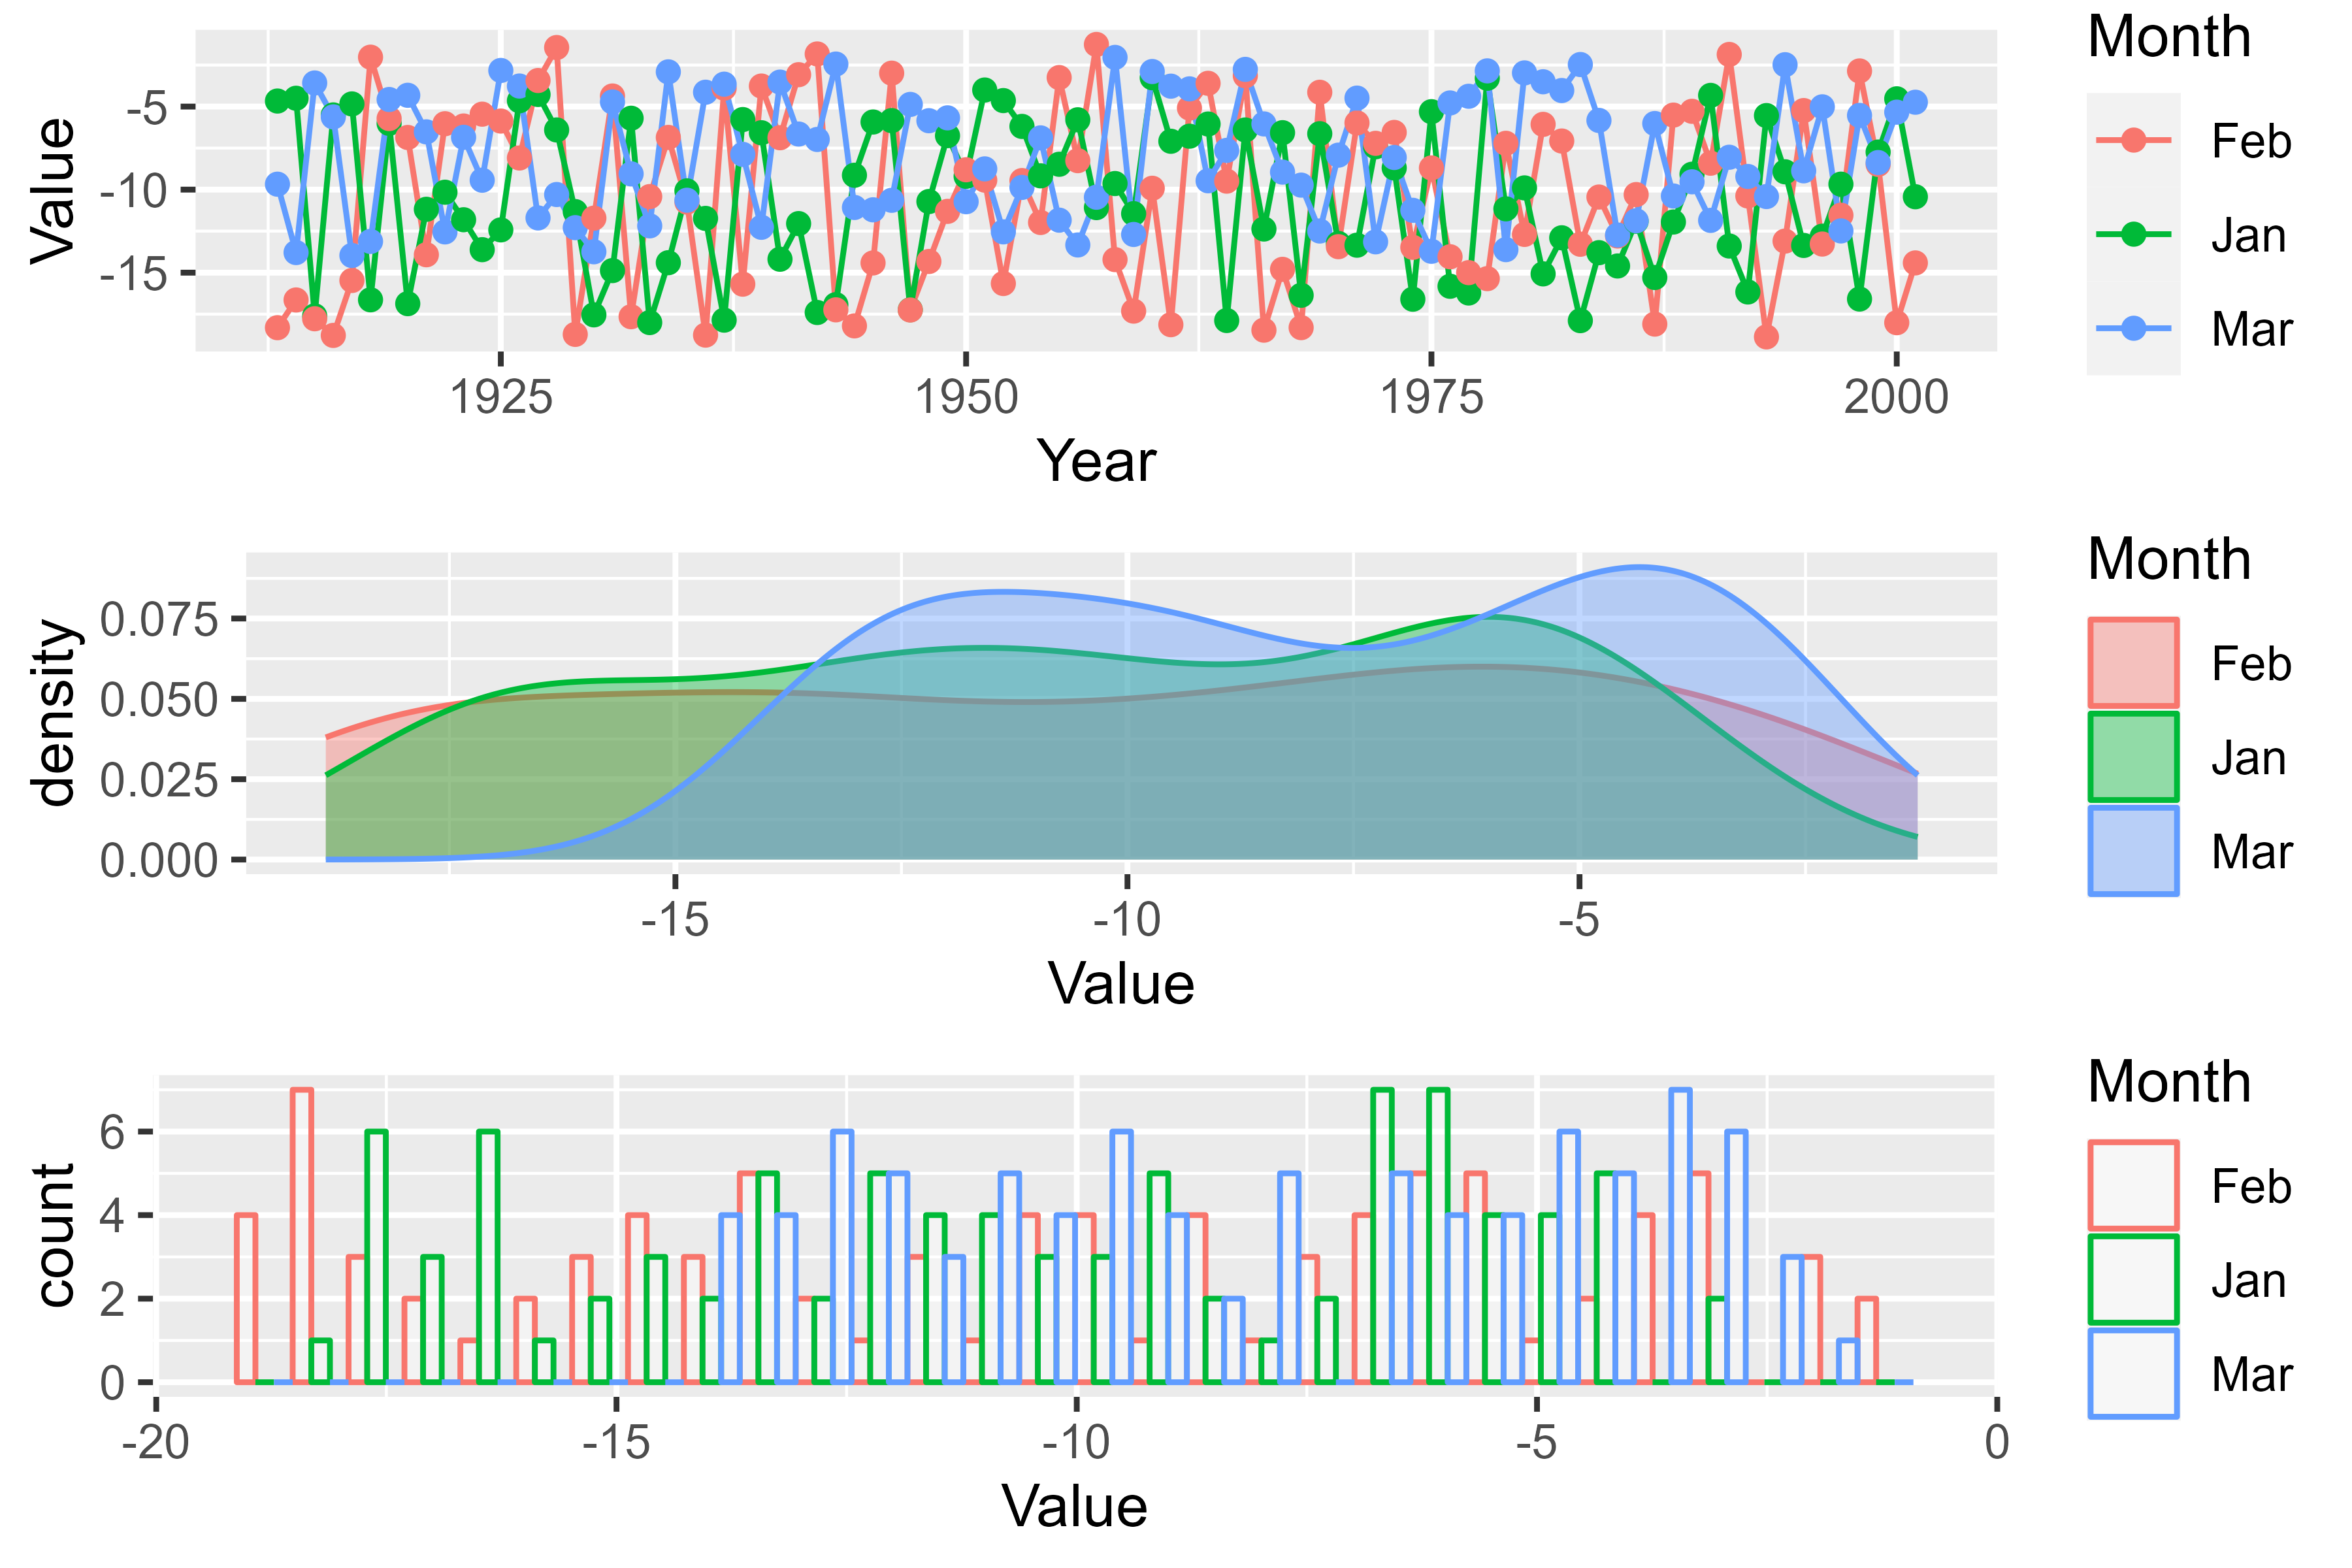 Value
-5
-10
-15
1925 1950 1975 2000
Year
Month
Feb
Jan
Mar
density
0.075
0.050
0.025
0.000
-15 -10 -5
Value
Month
Feb
Jan
Mar
count
6
4
2
0
-20 -15 -10 -5 0
Value
Month
Feb
Jan
Mar